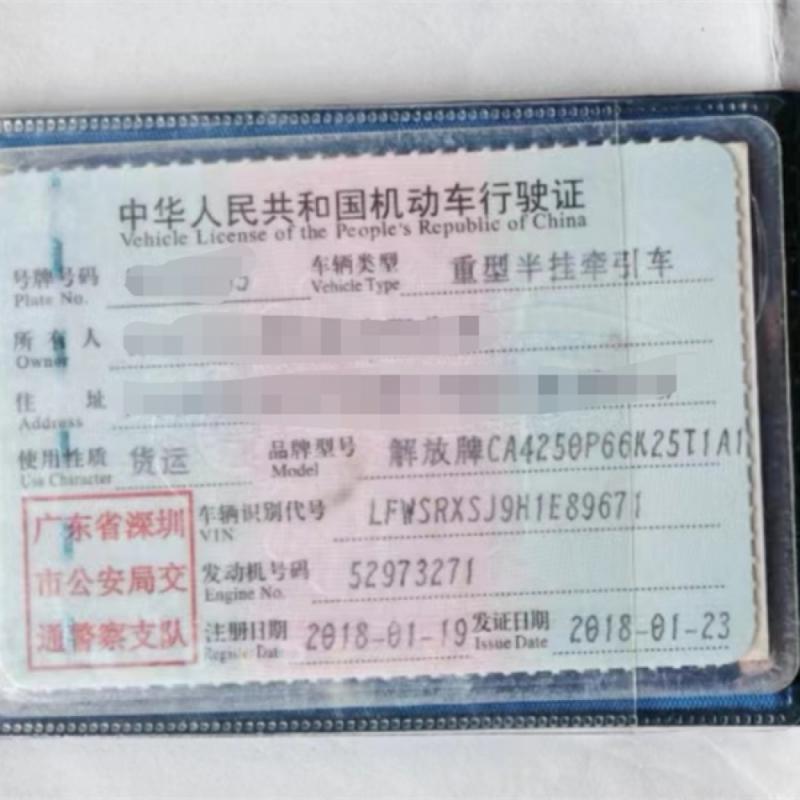 中华人民共和国机动车行驶证
Vehicle License of the People's Republic of China
号牌号码 车辆类型 重型半挂牵引车
Plate No. Vehicle Type
所有人
Owner
住址
Address
使用性质 货运 品牌型号 解放牌CA4250P66K25T1A1
Use Character Model
广东省深圳
市公安局交
通警察支队
车辆识别代号 LFWSRXSJ9H1E89671
VIN
发动机号码 52973271
Engine No.
注册日期 2018-01-19 发证日期 2018-01-23
Register Date Issue Date